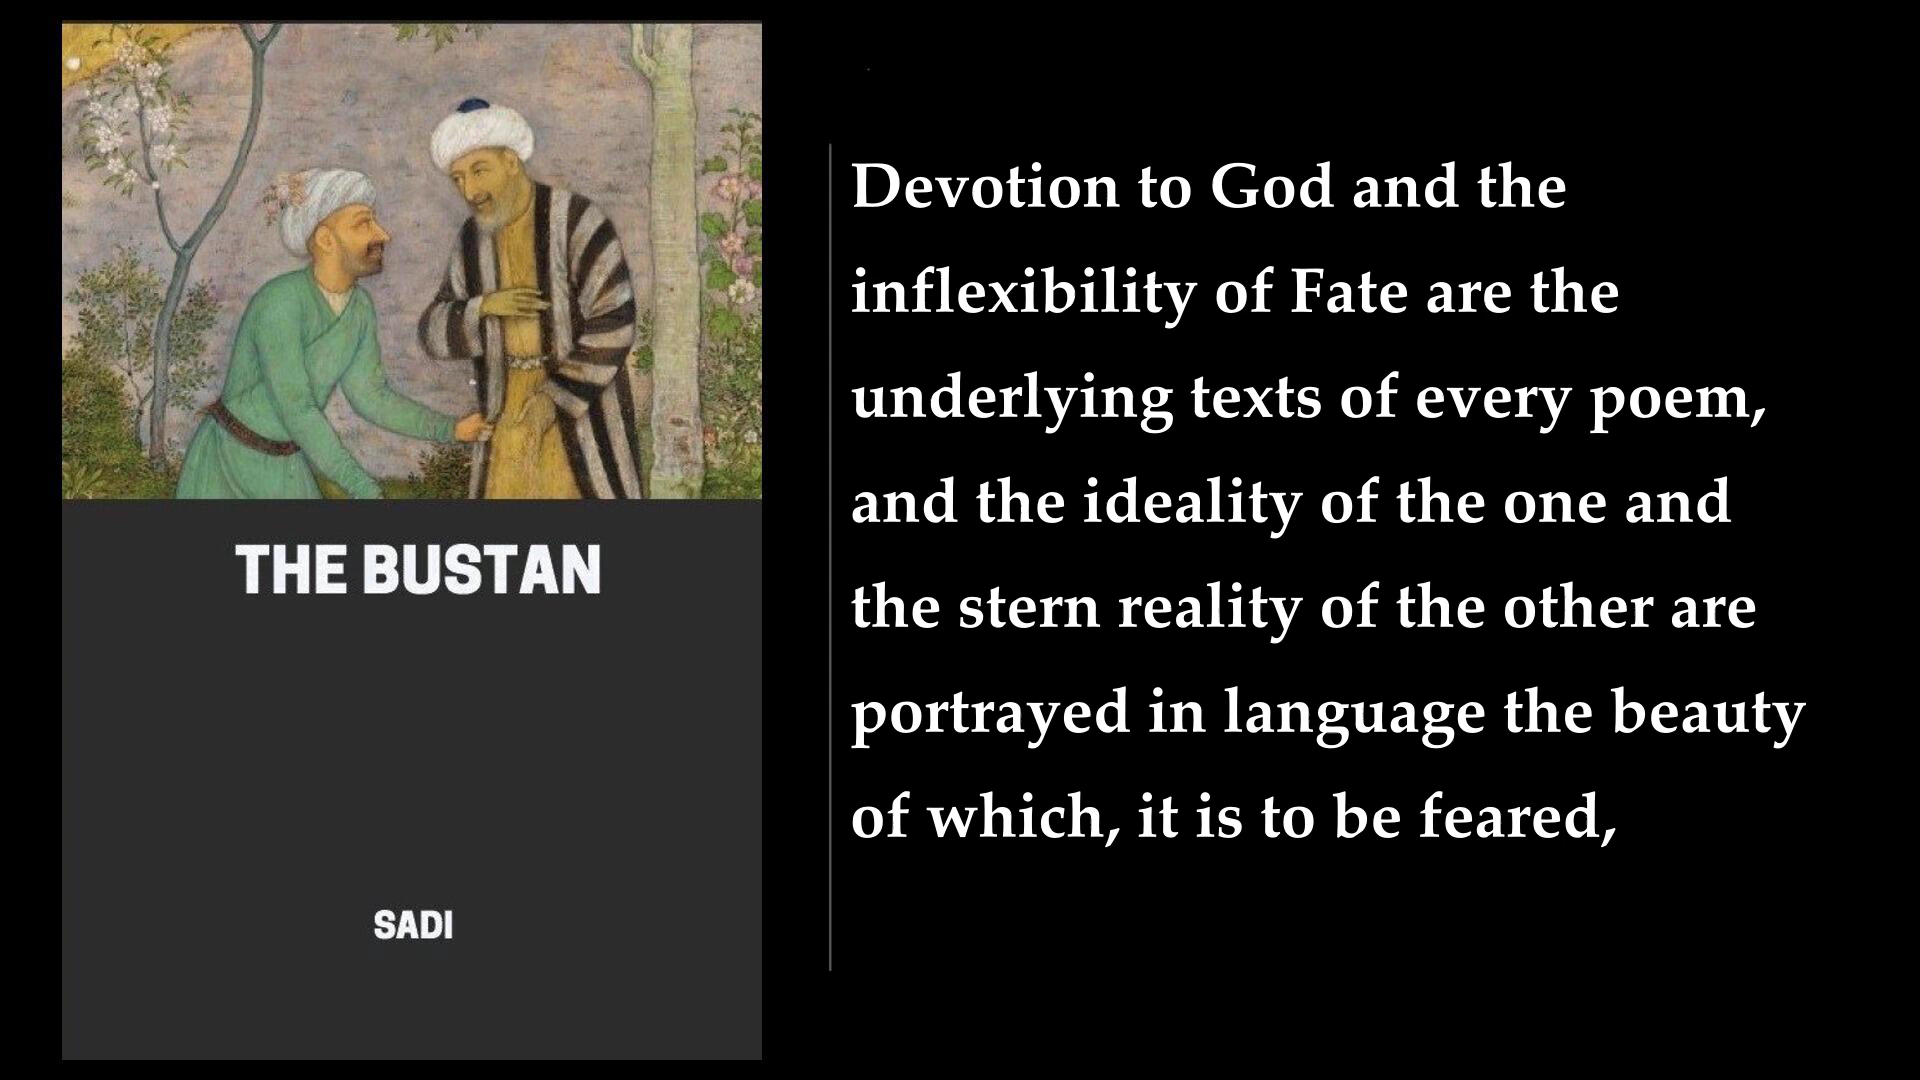 THE BUSTAN
SADI
Devotion to God and the
inflexibility of Fate are the
underlying texts of every poem,
and the ideality of the one and
the stern reality of the other are
portrayed in language the beauty
of which, it is to be feared,